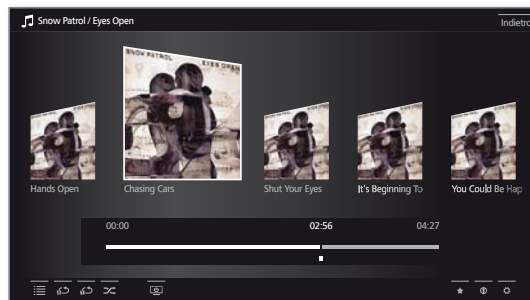 Snow Patrol / Eyes Open
Indietro
SNOW PATROL
EYES OPEN
Hands Open
Chasing Cars
Shut Your Eyes
It's Beginning To
You Could Be Hap
00:00
02:56
04:27